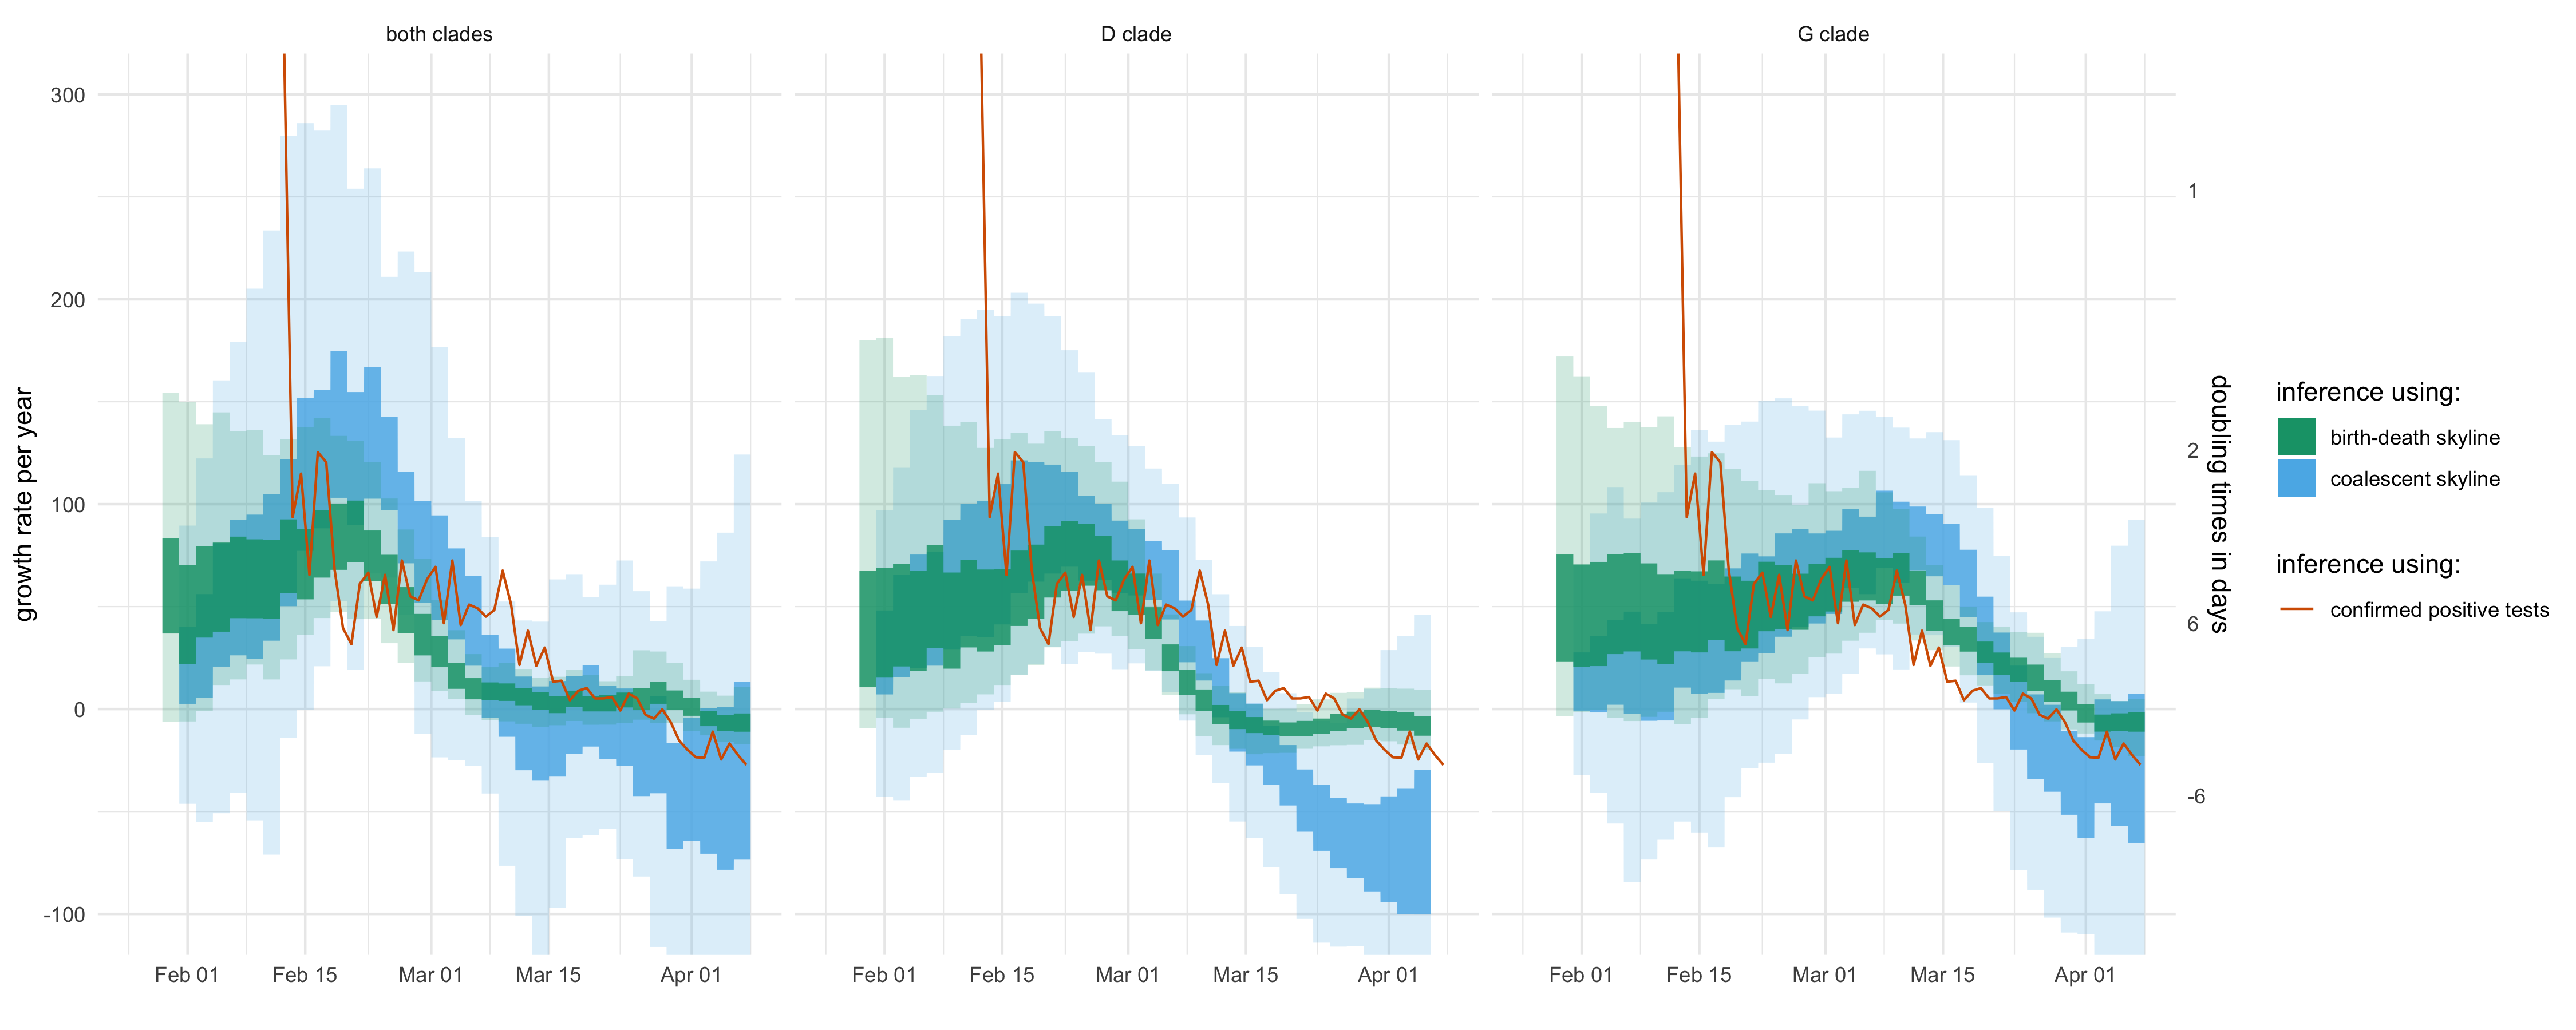 both clades
D clade
G clade
growth rate per year
300
200
100
0
-100
Feb 01
Feb 15
Mar 01
Mar 15
Apr 01
Feb 01
Feb 15
Mar 01
Mar 15
Apr 01
Feb 01
Feb 15
Mar 01
Mar 15
Apr 01
1
2
6
-6
doubling times in days
inference using:
birth-death skyline
coalescent skyline
inference using:
confirmed positive tests